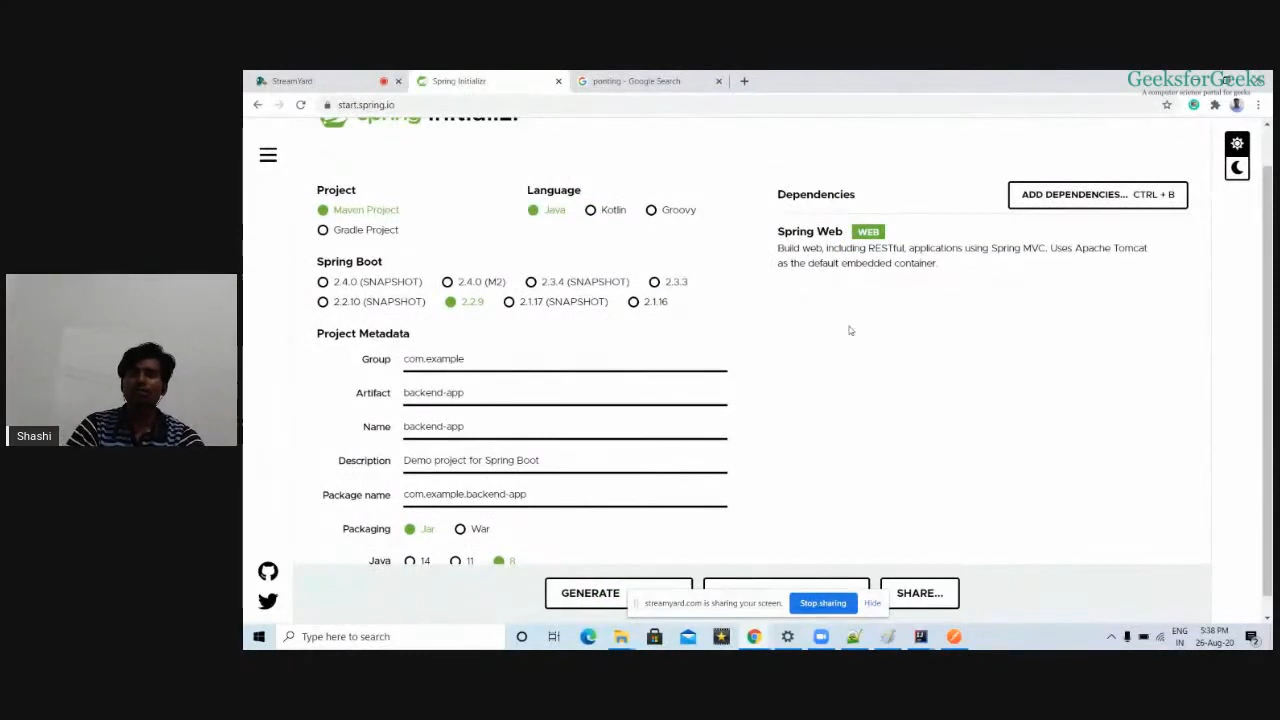 StreamYard
Spring Initializr
ponting - Google Search
GeeksforGeeks
A computer science portal for geeks
start.spring.io
spring initializr
Project
Language
Maven Project
Java
Kotlin
Groovy
Gradle Project
Dependencies
ADD DEPENDENCIES... CTRL + B
Spring Web WEB
Build web, including RESTful, applications using Spring MVC. Uses Apache Tomcat
as the default embedded container.
Spring Boot
2.4.0 (SNAPSHOT)
2.4.0 (M2)
2.3.4 (SNAPSHOT)
2.3.3
2.2.10 (SNAPSHOT)
2.2.9
2.1.17 (SNAPSHOT)
2.1.16
Project Metadata
Group com.example
Artifact backend-app
Name backend-app
Description Demo project for Spring Boot
Package name com.example.backend-app
Packaging Jar War
Java 14 11 8
Shashi
GENERATE
SHARE...
streamyard.com is sharing your screen.
Stop sharing
Hide
Type here to search
ENG
IN
5:38 PM
26-Aug-20
2